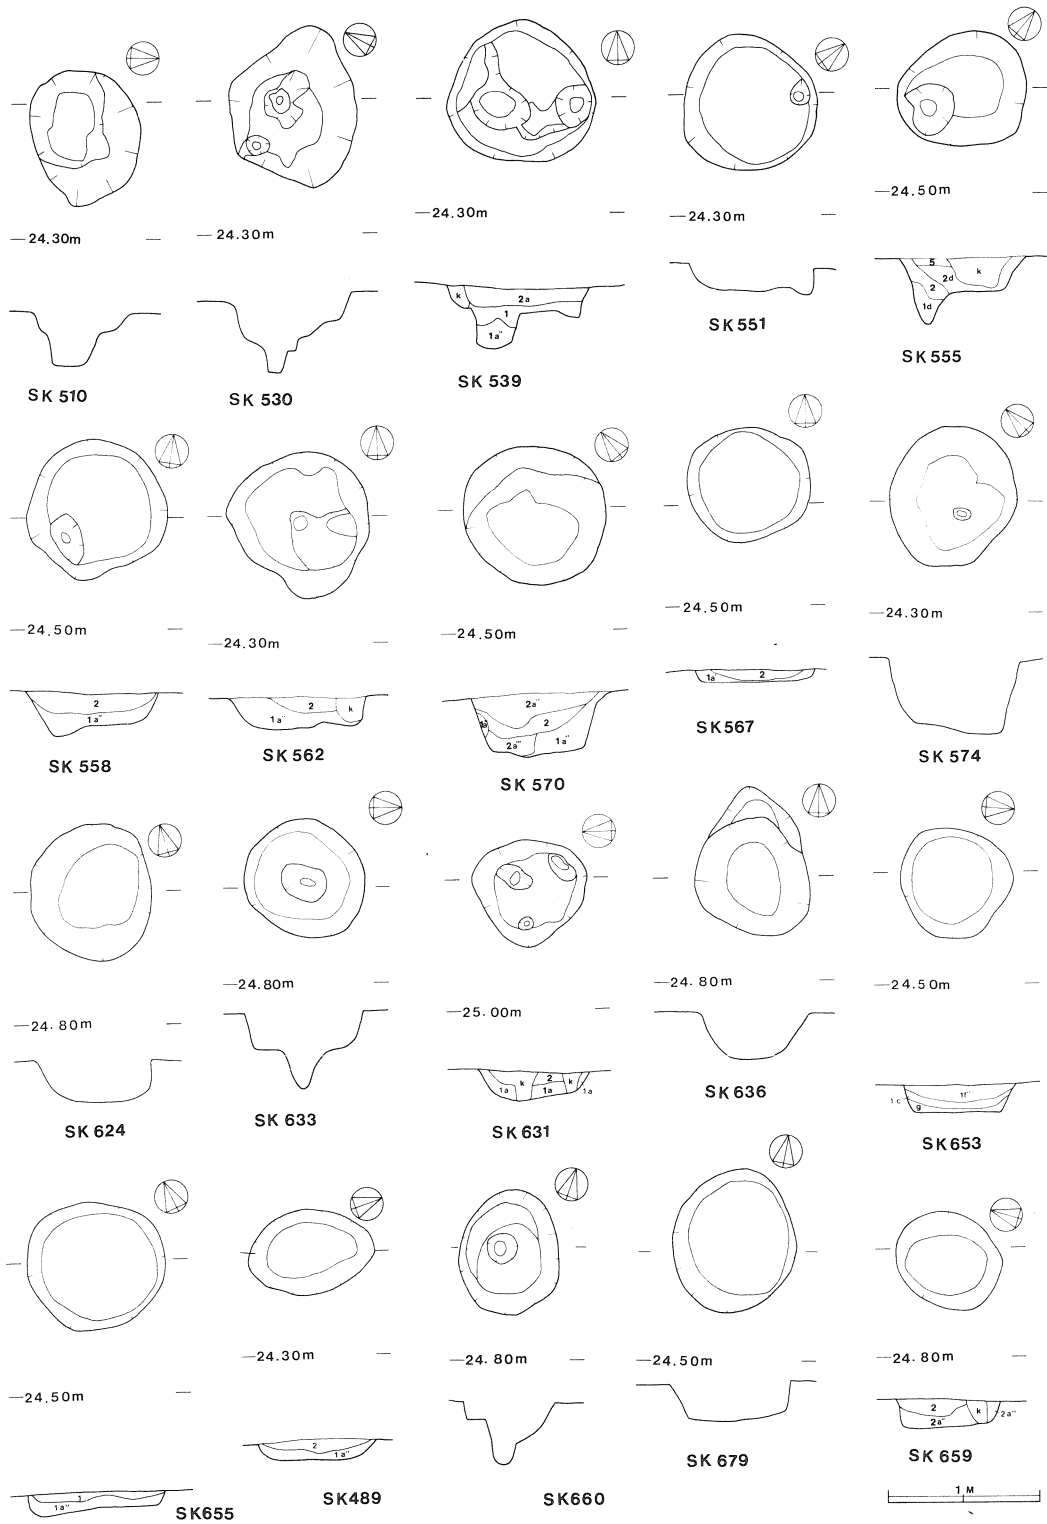 24.30m
SK 510
24.30m
SK 530
24.30m
k
2a
1
1a"
SK 539
24.30m
SK 551
24.50m
5
2d
k
2
1d
SK 555
24.50m
2
1a"
SK 558
24.30m
2
k
1a"
SK 562
24.50m
2a"
2
2a"'
1a"
SK 570
24.50m
1a" 2
SK567
24.30m
SK 574
24.80m
SK 624
24.80m
SK 633
25.00m
k 2 k
1a 1a 1a
SK631
24.80m
SK 636
24.50m
1f"
1c
g
SK 653
24.50m
1
1a"
SK655
24.30m
2
1a"
SK489
24.80m
SK660
24.50m
SK 679
24.80m
2 k
2a" 2a"
SK 659
1 M